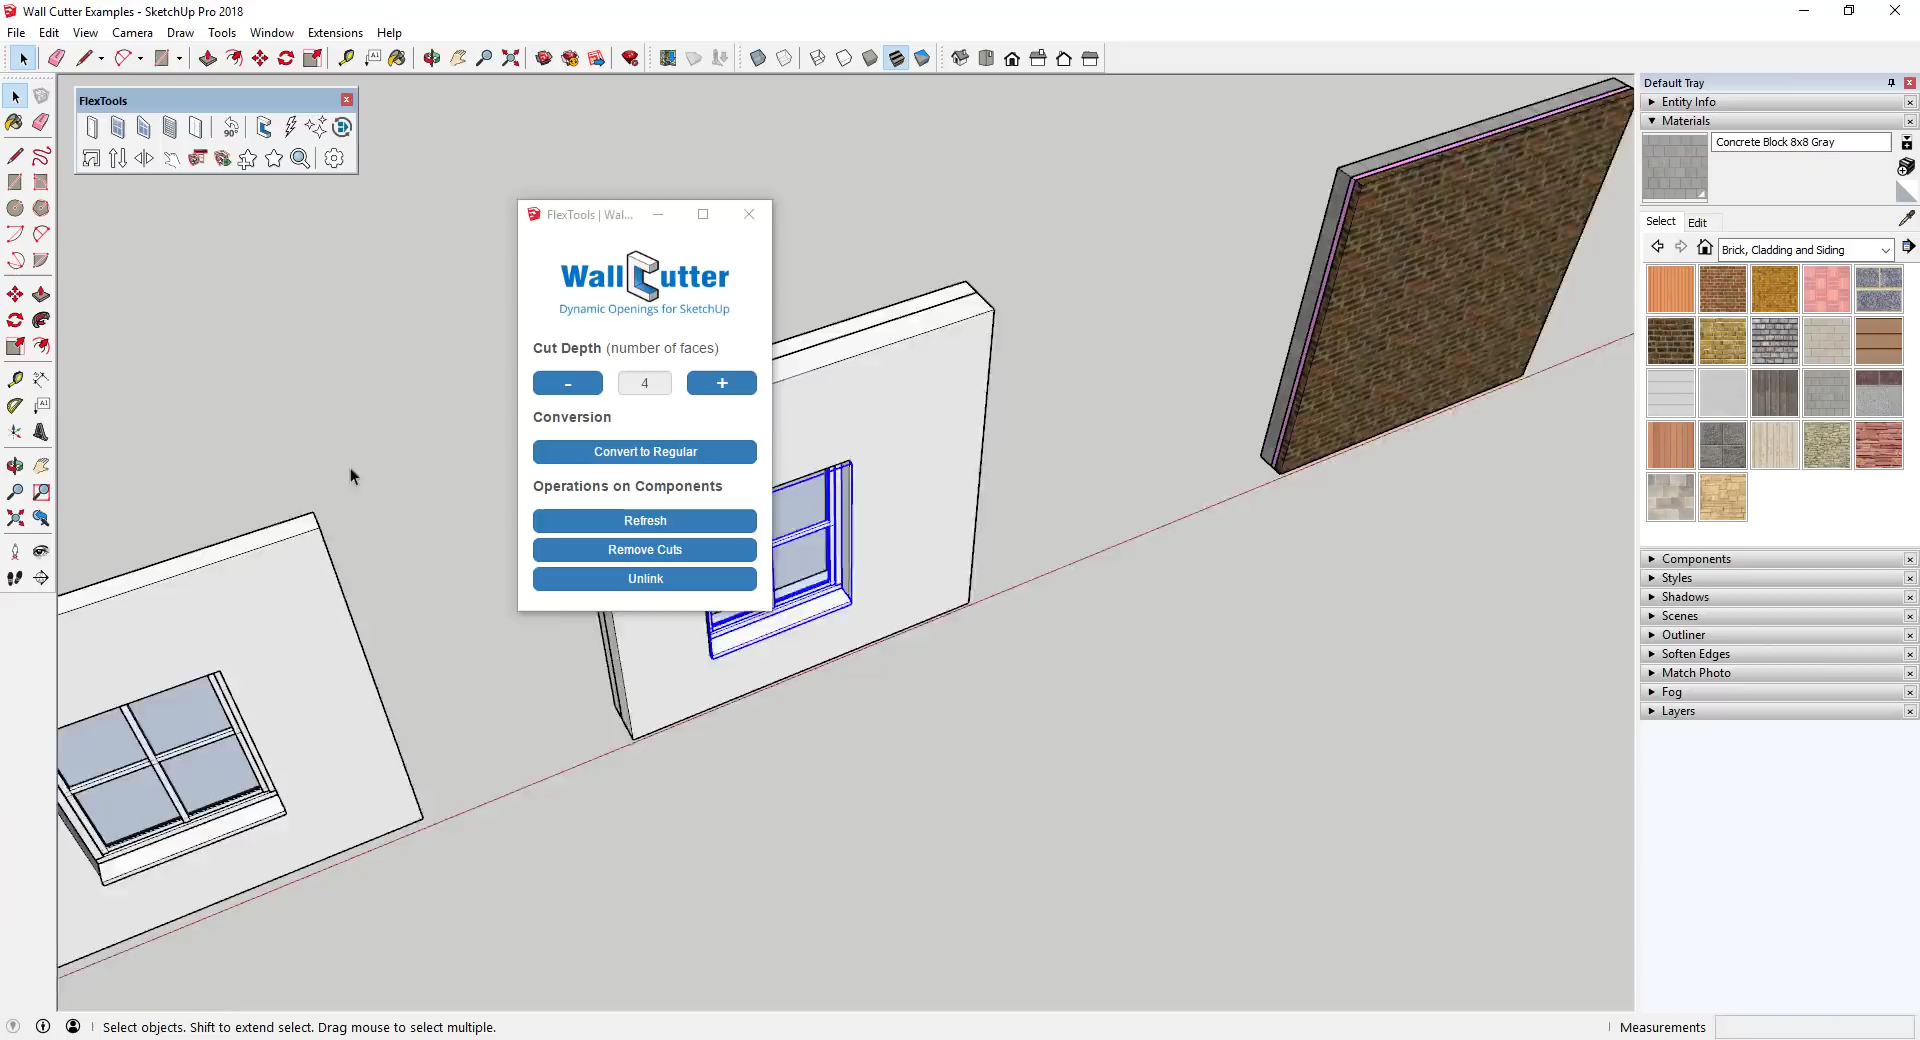 Wall Cutter Examples - SketchUp Pro 2018
File Edit View Camera Draw Tools Window Extensions Help
FlexTools
90°
FlexTools | Wal...
Wall Cutter
Dynamic Openings for SketchUp
Cut Depth (number of faces)
- 4 +
Conversion
Convert to Regular
Operations on Components
Refresh
Remove Cuts
Unlink
Default Tray
Entity Info
Materials
Concrete Block 8x8 Gray
Select Edit
Brick, Cladding and Siding
Components
Styles
Shadows
Scenes
Outliner
Soften Edges
Match Photo
Fog
Layers
Select objects. Shift to extend select. Drag mouse to select multiple.
Measurements